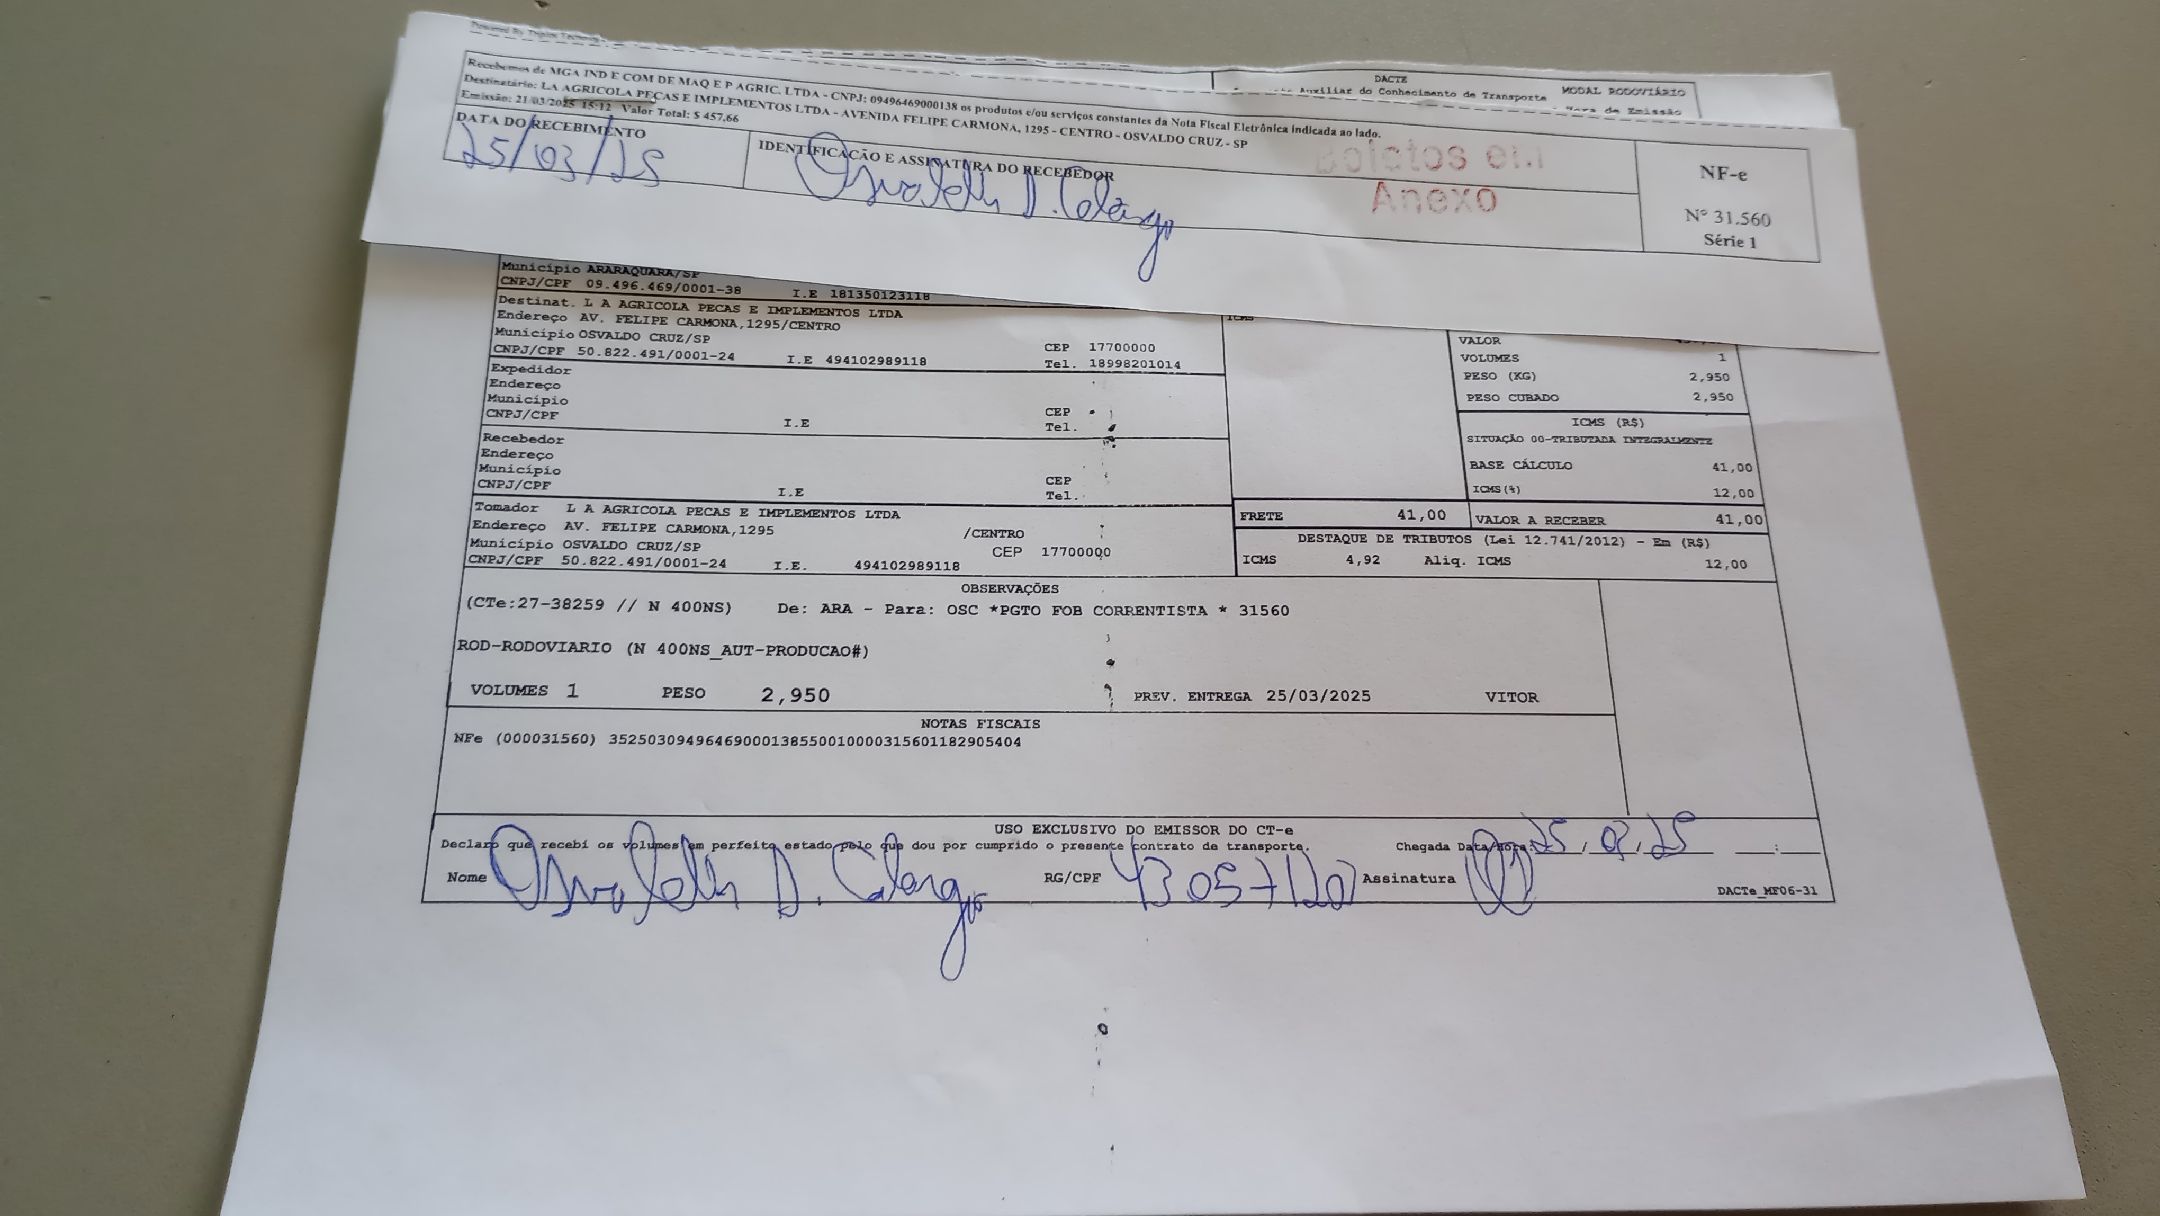 Powered By
DACTE
MODAL RODOVIÁRIO
Auxiliar do Conhecimento de Transporte
de Emissão
Recebemos de MGA IND E COM DE MAQ E P AGRIC. LTDA - CNPJ: 09496469000138 os produtos e/ou serviços constantes da Nota Fiscal Eletrônica indicada ao lado.
Destinatário: LA AGRICOLA PEÇAS E IMPLEMENTOS LTDA - AVENIDA FELIPE CARMONA, 1295 - CENTRO - OSVALDO CRUZ - SP
Emissão: 21/03/2025 15:12 Valor Total: $ 457,66
DATA DO RECEBIMENTO
25/03/25
IDENTIFICAÇÃO E ASSINATURA DO RECEBEDOR
Boletos em
Anexo
NF-e
Nº 31.560
Série 1
Município ARARAQUARA/SP
CNPJ/CPF 09.496.469/0001-38 I.E 181350123118
Destinat. L A AGRICOLA PECAS E IMPLEMENTOS LTDA
Endereço AV. FELIPE CARMONA,1295/CENTRO
Município OSVALDO CRUZ/SP CEP 17700000
CNPJ/CPF 50.822.491/0001-24 I.E 494102989118 Tel. 18998201014
Expedidor
Endereço
Município CEP
CNPJ/CPF I.E Tel.
Recebedor
Endereço
Município CEP
CNPJ/CPF I.E Tel.
ICMS
VALOR
VOLUMES 1
PESO (KG) 2,950
PESO CUBADO 2,950
ICMS (R$)
SITUAÇÃO 00-TRIBUTADA INTEGRALMENTE
BASE CÁLCULO 41,00
ICMS(%) 12,00
Tomador L A AGRICOLA PECAS E IMPLEMENTOS LTDA
Endereço AV. FELIPE CARMONA,1295 /CENTRO
Município OSVALDO CRUZ/SP CEP 17700000
CNPJ/CPF 50.822.491/0001-24 I.E. 494102989118
FRETE 41,00 VALOR A RECEBER 41,00
DESTAQUE DE TRIBUTOS (Lei 12.741/2012) - Em (R$)
ICMS 4,92 Aliq. ICMS 12,00
OBSERVAÇÕES
(CTe:27-38259 // N 400NS) De: ARA - Para: OSC *PGTO FOB CORRENTISTA * 31560
ROD-RODOVIARIO (N 400NS_AUT-PRODUCAO#)
VOLUMES 1 PESO 2,950 PREV. ENTREGA 25/03/2025 VITOR
NOTAS FISCAIS
NFe (000031560) 35250309496469000138550010000315601182905404
USO EXCLUSIVO DO EMISSOR DO CT-e
Declaro que recebi os volumes em perfeito estado pelo que dou por cumprido o presente contrato de transporte. Chegada Data/Hora:
Nome RG/CPF Assinatura
DACTe_MF06-31